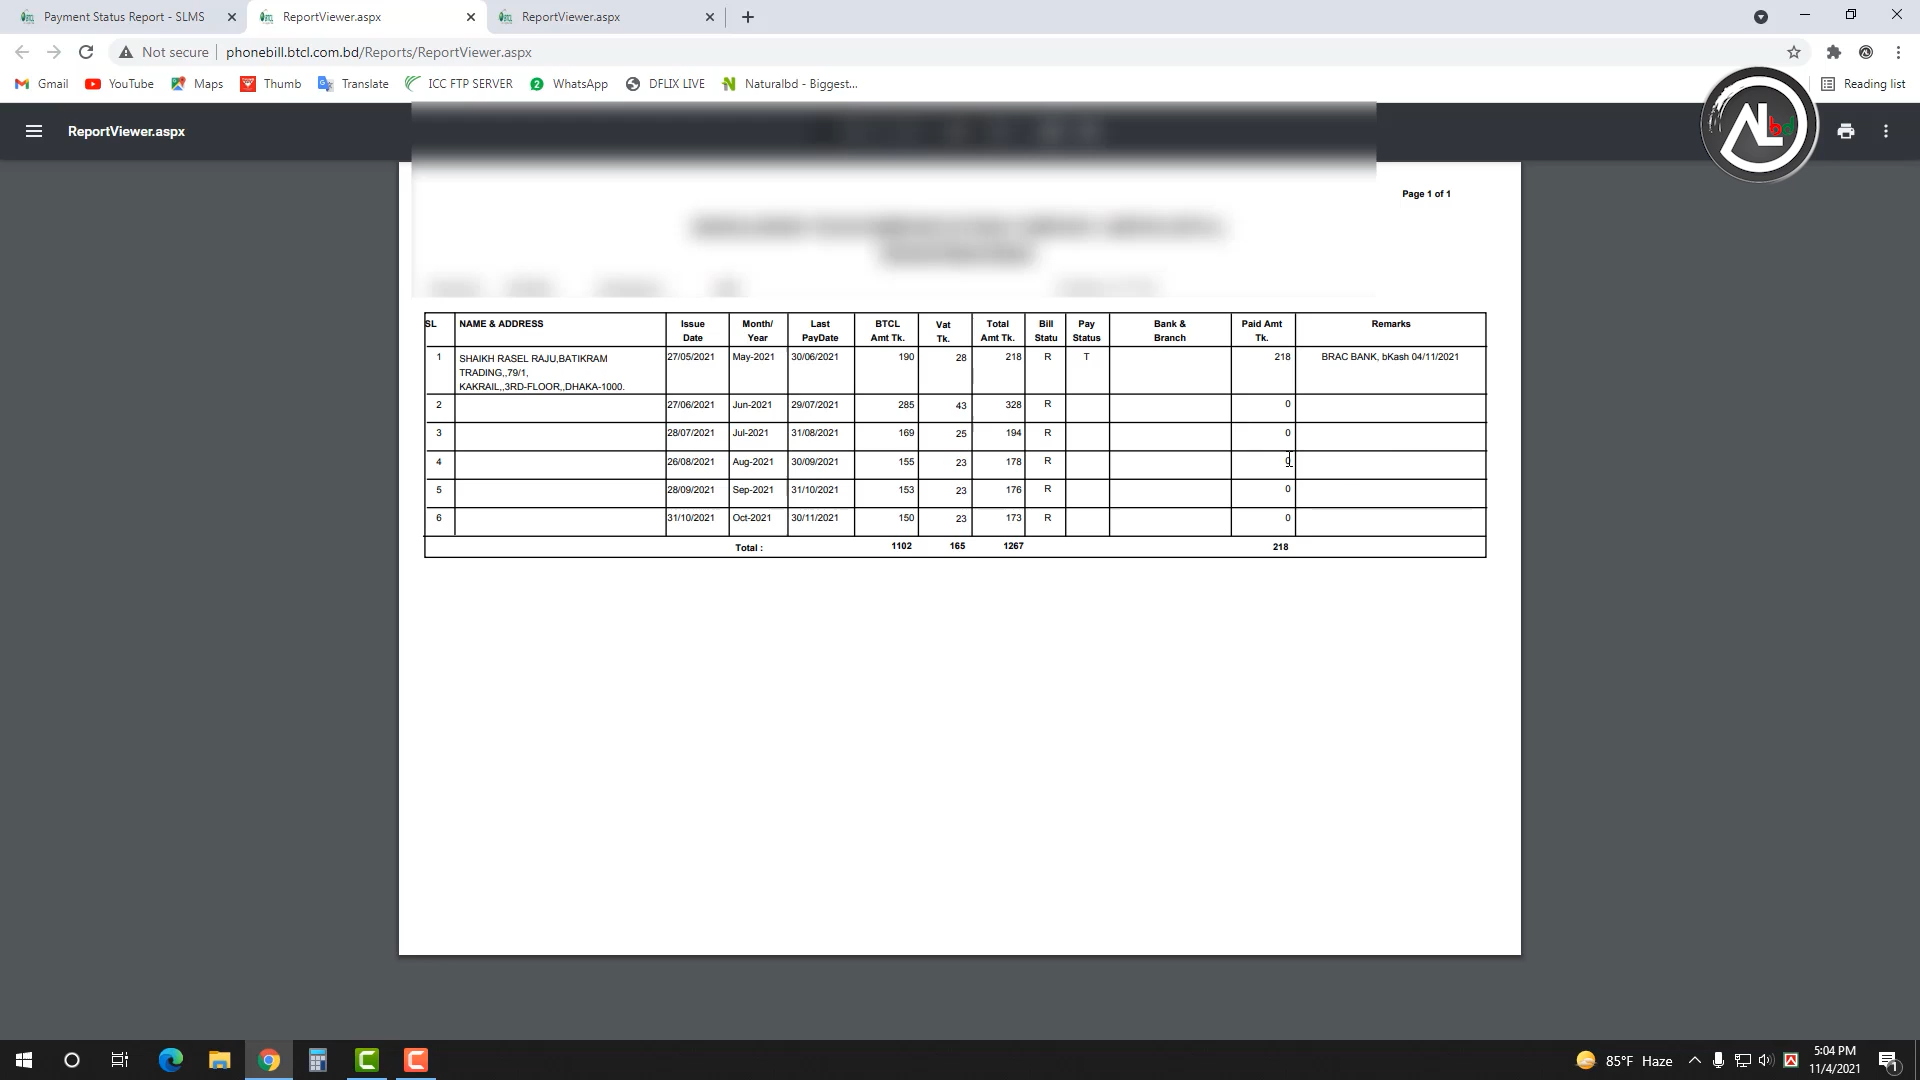 Payment Status Report - SLMS
ReportViewer.aspx
ReportViewer.aspx
Not secure
phonebill.btcl.com.bd/Reports/ReportViewer.aspx
Gmail
YouTube
Maps
Thumb
Translate
ICC FTP SERVER
WhatsApp
DFLIX LIVE
Naturalbd - Biggest...
Reading list
ReportViewer.aspx
ALbd
Page 1 of 1
SL NAME & ADDRESS Issue Date Month/ Year Last PayDate BTCL Amt Tk. Vat Tk. Total Amt Tk. Bill Statu Pay Status Bank & Branch Paid Amt Tk. Remarks
1 SHAIKH RASEL RAJU,BATIKRAM 27/05/2021 May-2021 30/06/2021 190 28 218 R T 218 BRAC BANK, bKash 04/11/2021
TRADING,,79/1,
KAKRAIL,,3RD-FLOOR,,DHAKA-1000.
2 27/06/2021 Jun-2021 29/07/2021 285 43 328 R 0
3 28/07/2021 Jul-2021 31/08/2021 169 25 194 R 0
4 26/08/2021 Aug-2021 30/09/2021 155 23 178 R 0
5 28/09/2021 Sep-2021 31/10/2021 153 23 176 R 0
6 31/10/2021 Oct-2021 30/11/2021 150 23 173 R 0
Total : 1102 165 1267 218
85°F Haze
5:04 PM
11/4/2021
1